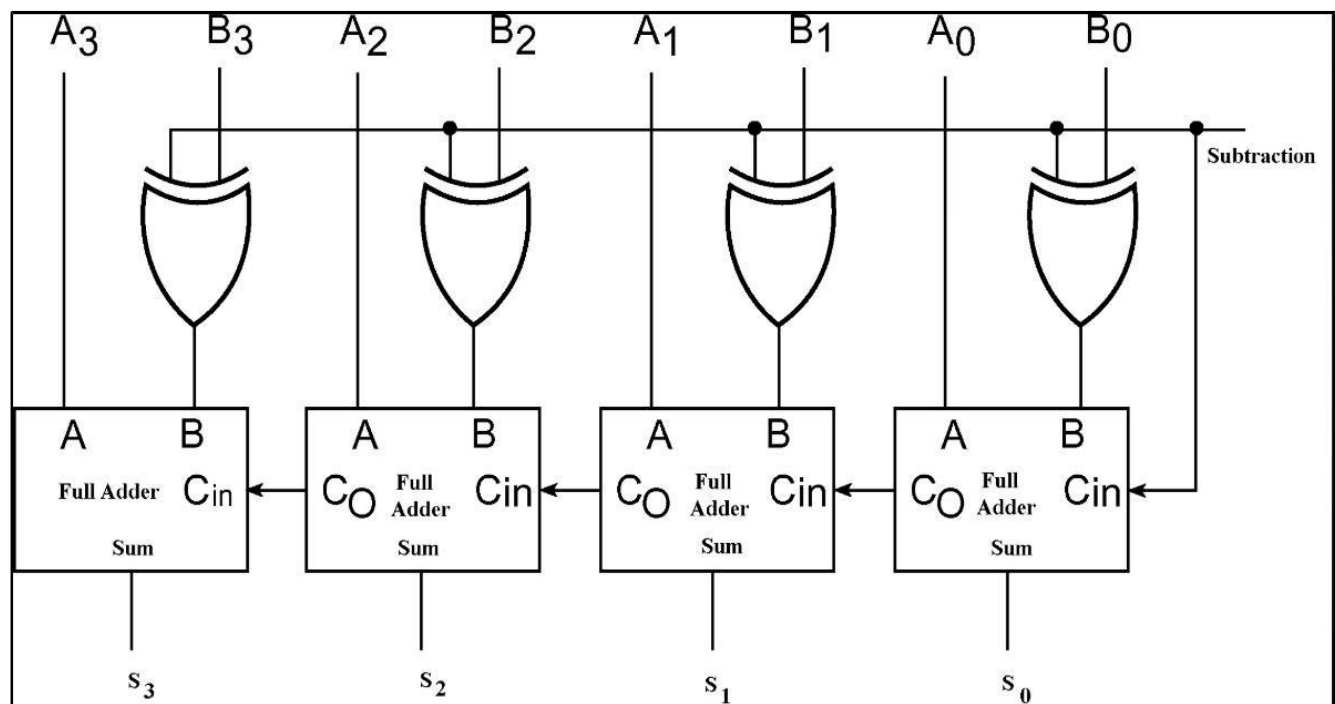 A3 B3 A2 B2 A1 B1 A0 B0
Subtraction
A B A B A B A B
Full Adder Cin CO Full Adder Cin CO Full Adder Cin CO Full Adder Cin
Sum Sum Sum Sum
s3 s2 s1 s0